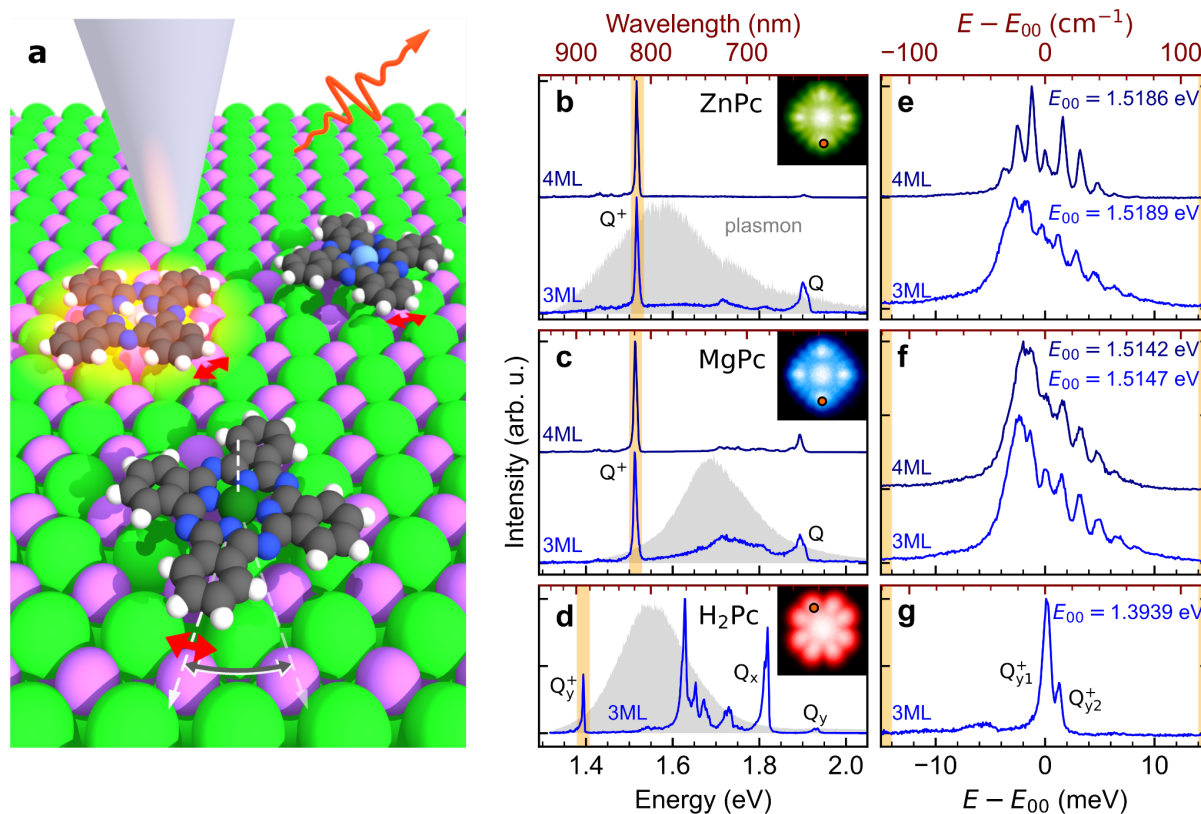 a
Wavelength (nm)
900 800 700
b
ZnPc
4ML
Q⁺
plasmon
Q
3ML
c
MgPc
4ML
Q⁺
Q
3ML
d
H₂Pc
Q⁺y
3ML
Qx
Qy
1.4 1.6 1.8 2.0
Energy (eV)
Intensity (arb. u.)
E − E₀₀ (cm⁻¹)
−100 0 100
e
E₀₀ = 1.5186 eV
4ML
E₀₀ = 1.5189 eV
3ML
f
E₀₀ = 1.5142 eV
E₀₀ = 1.5147 eV
4ML
3ML
g
E₀₀ = 1.3939 eV
Q⁺y1
Q⁺y2
3ML
−10 0 10
E − E₀₀ (meV)